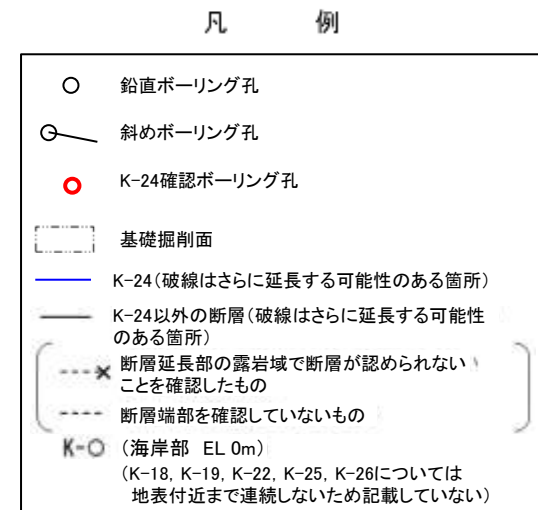 凡例
鉛直ボーリング孔
斜めボーリング孔
K-24確認ボーリング孔
基礎掘削面
K-24(破線はさらに延長する可能性のある箇所)
K-24以外の断層(破線はさらに延長する可能性
のある箇所)
断層延長部の露岩域で断層が認められない
ことを確認したもの
断層端部を確認していないもの
K-○ (海岸部 EL 0m)
(K-18, K-19, K-22, K-25, K-26については
地表付近まで連続しないため記載していない)